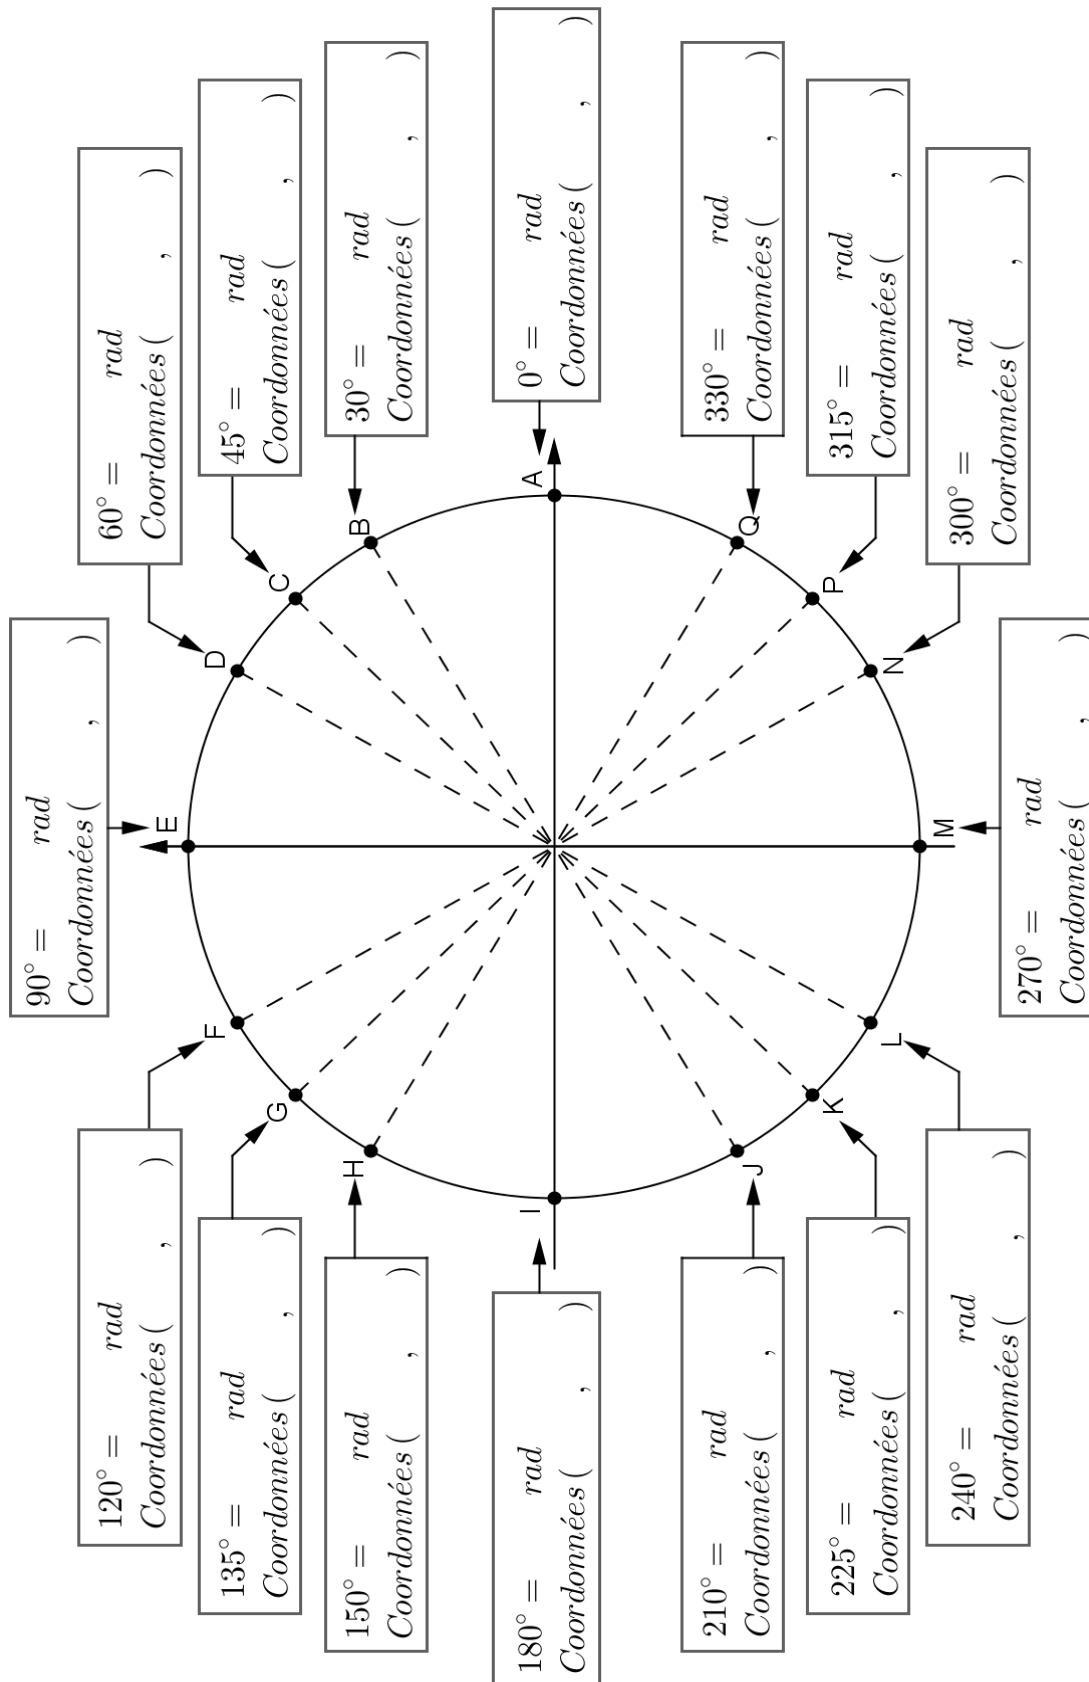 90° = rad
Coordonnées ( , )
120° = rad
Coordonnées ( , )
60° = rad
Coordonnées ( , )
135° = rad
Coordonnées ( , )
45° = rad
Coordonnées ( , )
150° = rad
Coordonnées ( , )
30° = rad
Coordonnées ( , )
180° = rad
Coordonnées ( , )
0° = rad
Coordonnées ( , )
210° = rad
Coordonnées ( , )
330° = rad
Coordonnées ( , )
225° = rad
Coordonnées ( , )
315° = rad
Coordonnées ( , )
240° = rad
Coordonnées ( , )
300° = rad
Coordonnées ( , )
270° = rad
Coordonnées ( , )
E
F
D
G
C
H
B
I
A
J
Q
K
P
L
N
M